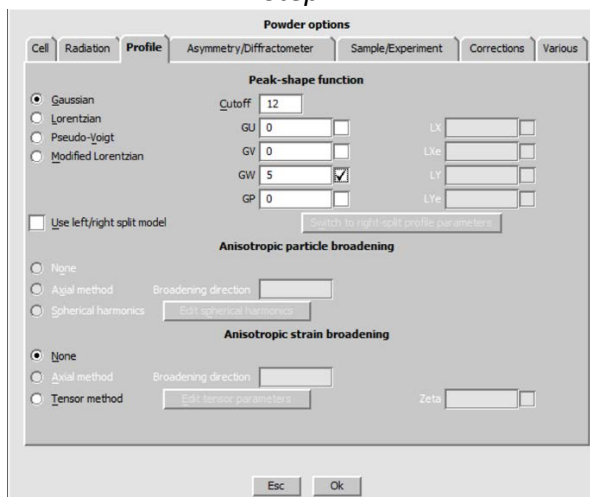 Step
Powder options
Cell Radiation Profile Asymmetry/Diffractometer Sample/Experiment Corrections Various
Peak-shape function
Gaussian Cutoff 12
Lorentzian GU 0 LX
Pseudo-Voigt GV 0 LXe
Modified Lorentzian GW 5 LY
GP 0 LYe
Use left/right split model Switch to right-split profile parameters
Anisotropic particle broadening
None
Axial method Broadening direction
Spherical harmonics Edit spherical harmonics
Anisotropic strain broadening
None
Axial method Broadening direction
Tensor method Edit tensor parameters Zeta
Esc Ok